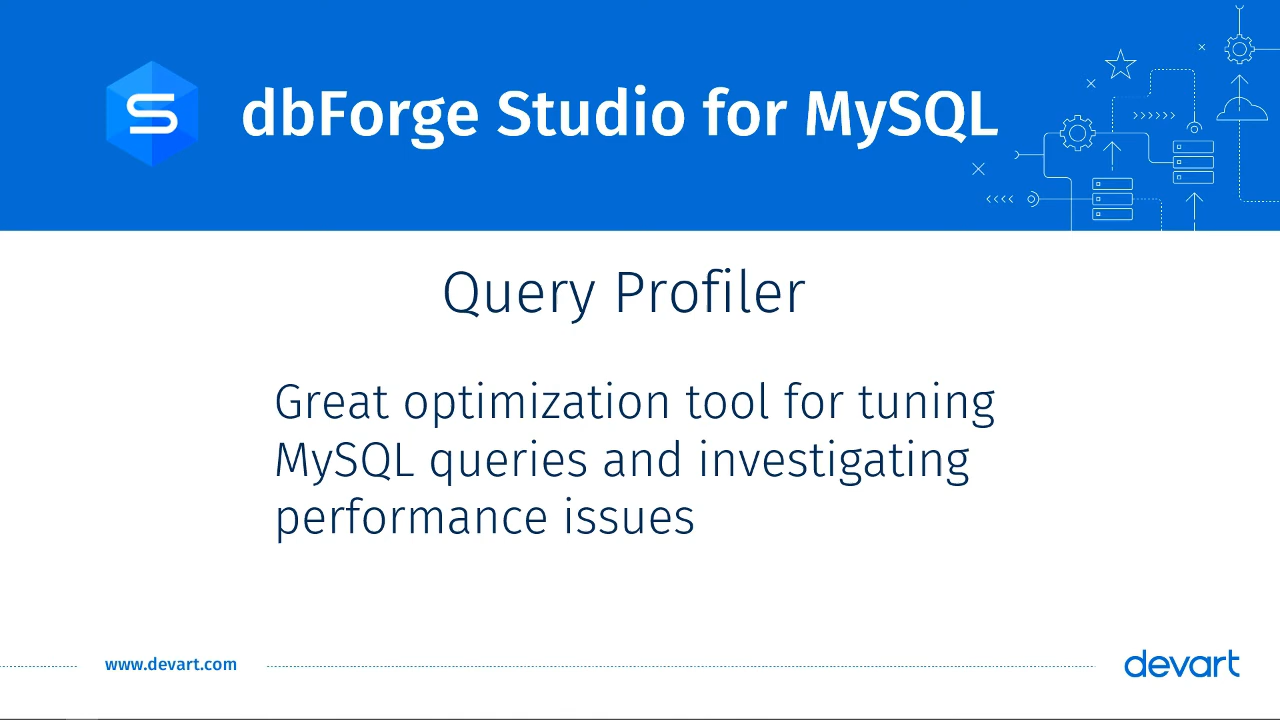 dbForge Studio for MySQL
Query Profiler
Great optimization tool for tuning
MySQL queries and investigating
performance issues
www.devart.com
devart